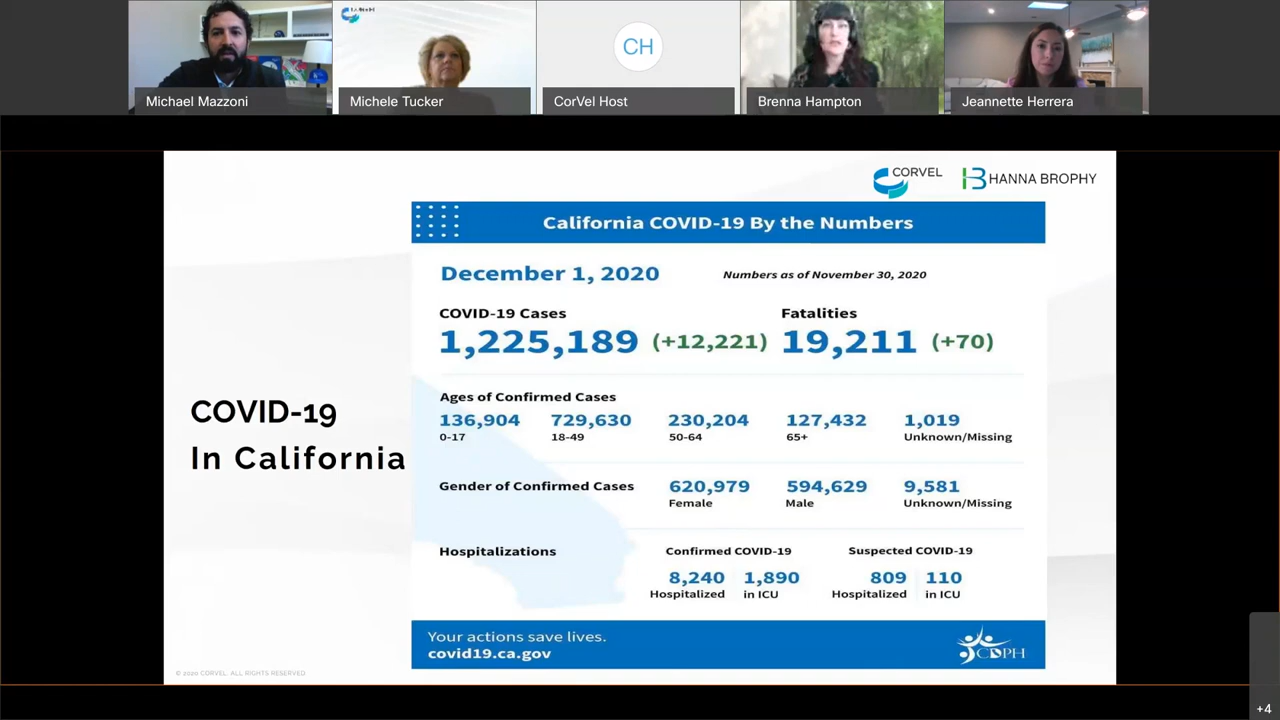 CH
Michael Mazzoni
Michele Tucker
CorVel Host
Brenna Hampton
Jeannette Herrera
CORVEL
HANNA BROPHY
California COVID-19 By the Numbers
December 1, 2020
Numbers as of November 30, 2020
COVID-19 Cases
Fatalities
1,225,189 (+12,221)
19,211 (+70)
Ages of Confirmed Cases
136,904 729,630 230,204 127,432 1,019
0-17 18-49 50-64 65+ Unknown/Missing
COVID-19
In California
Gender of Confirmed Cases
620,979 594,629 9,581
Female Male Unknown/Missing
Hospitalizations
Confirmed COVID-19
Suspected COVID-19
8,240 1,890 809 110
Hospitalized in ICU Hospitalized in ICU
Your actions save lives.
covid19.ca.gov
CDPH
© 2020 CORVEL. ALL RIGHTS RESERVED.
+4